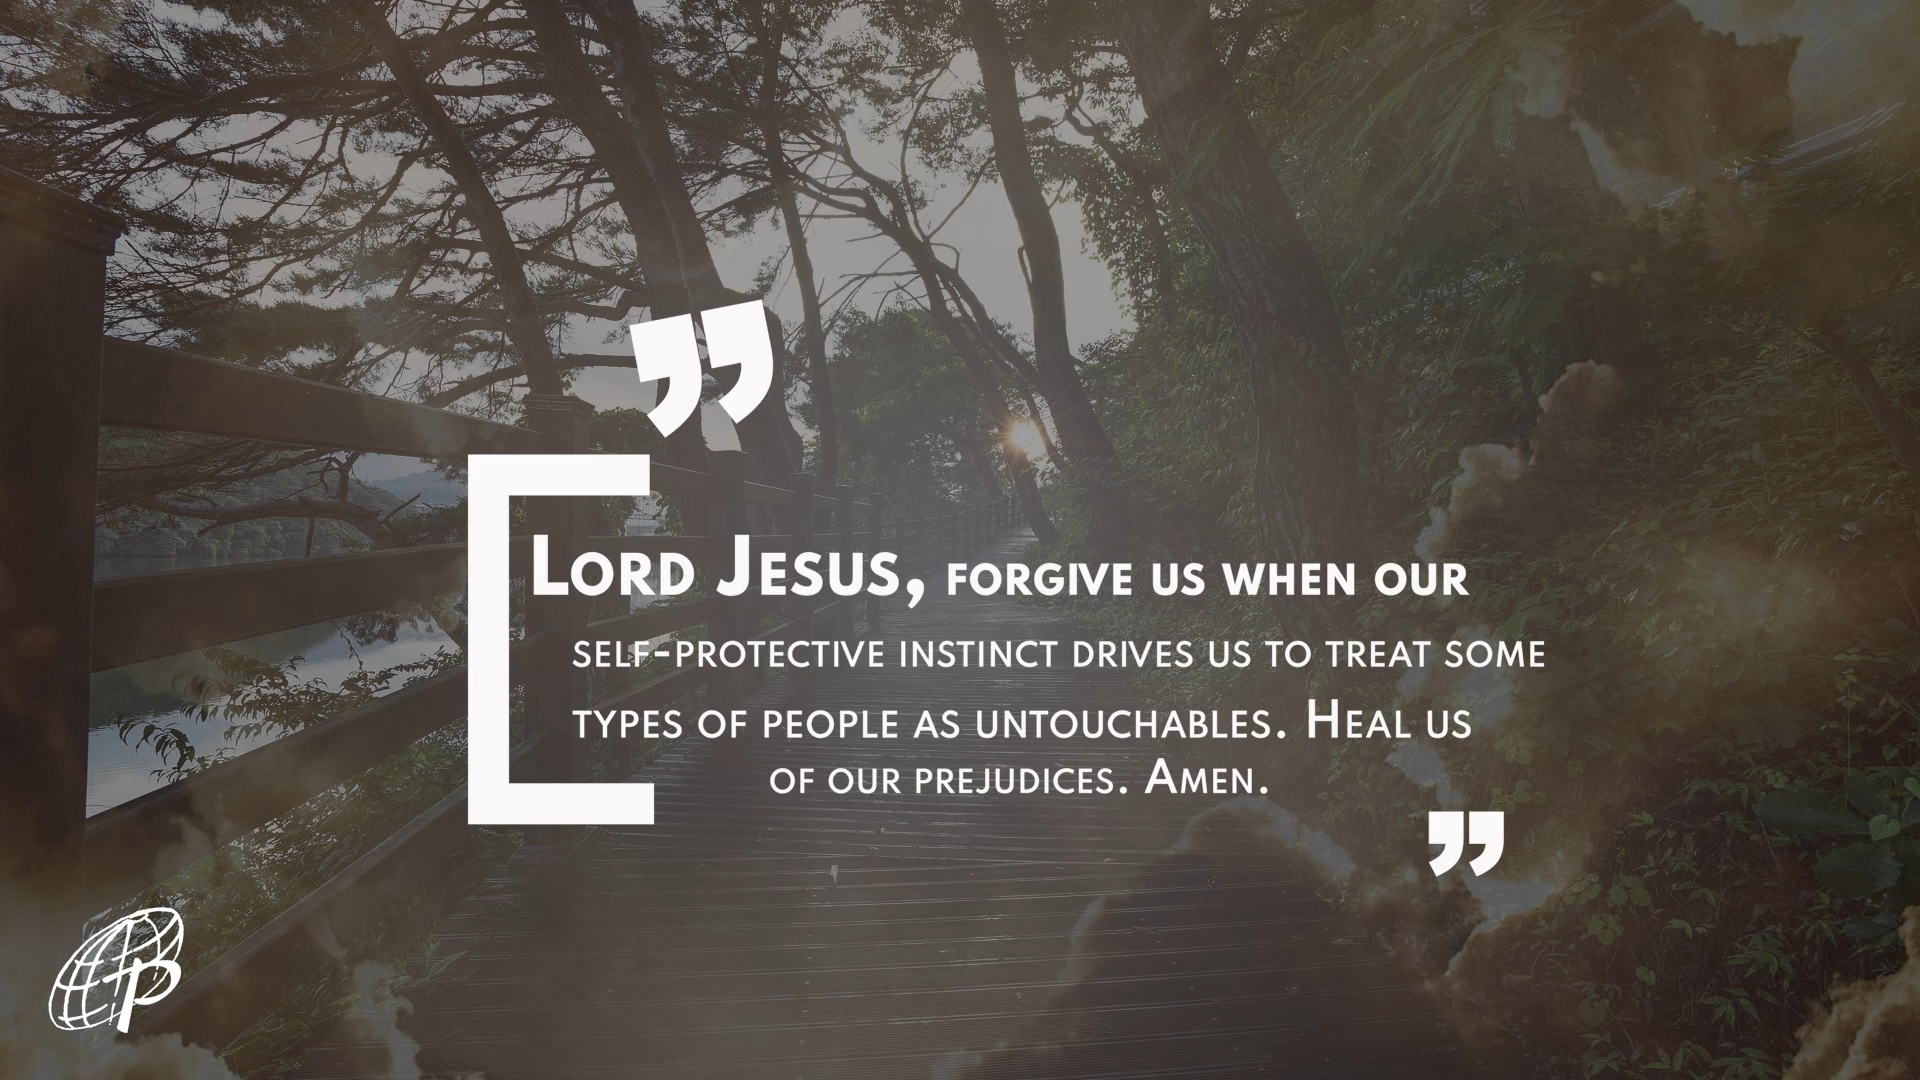 ”
Lord Jesus, forgive us when our
self-protective instinct drives us to treat some
types of people as untouchables. Heal us
of our prejudices. Amen.
”